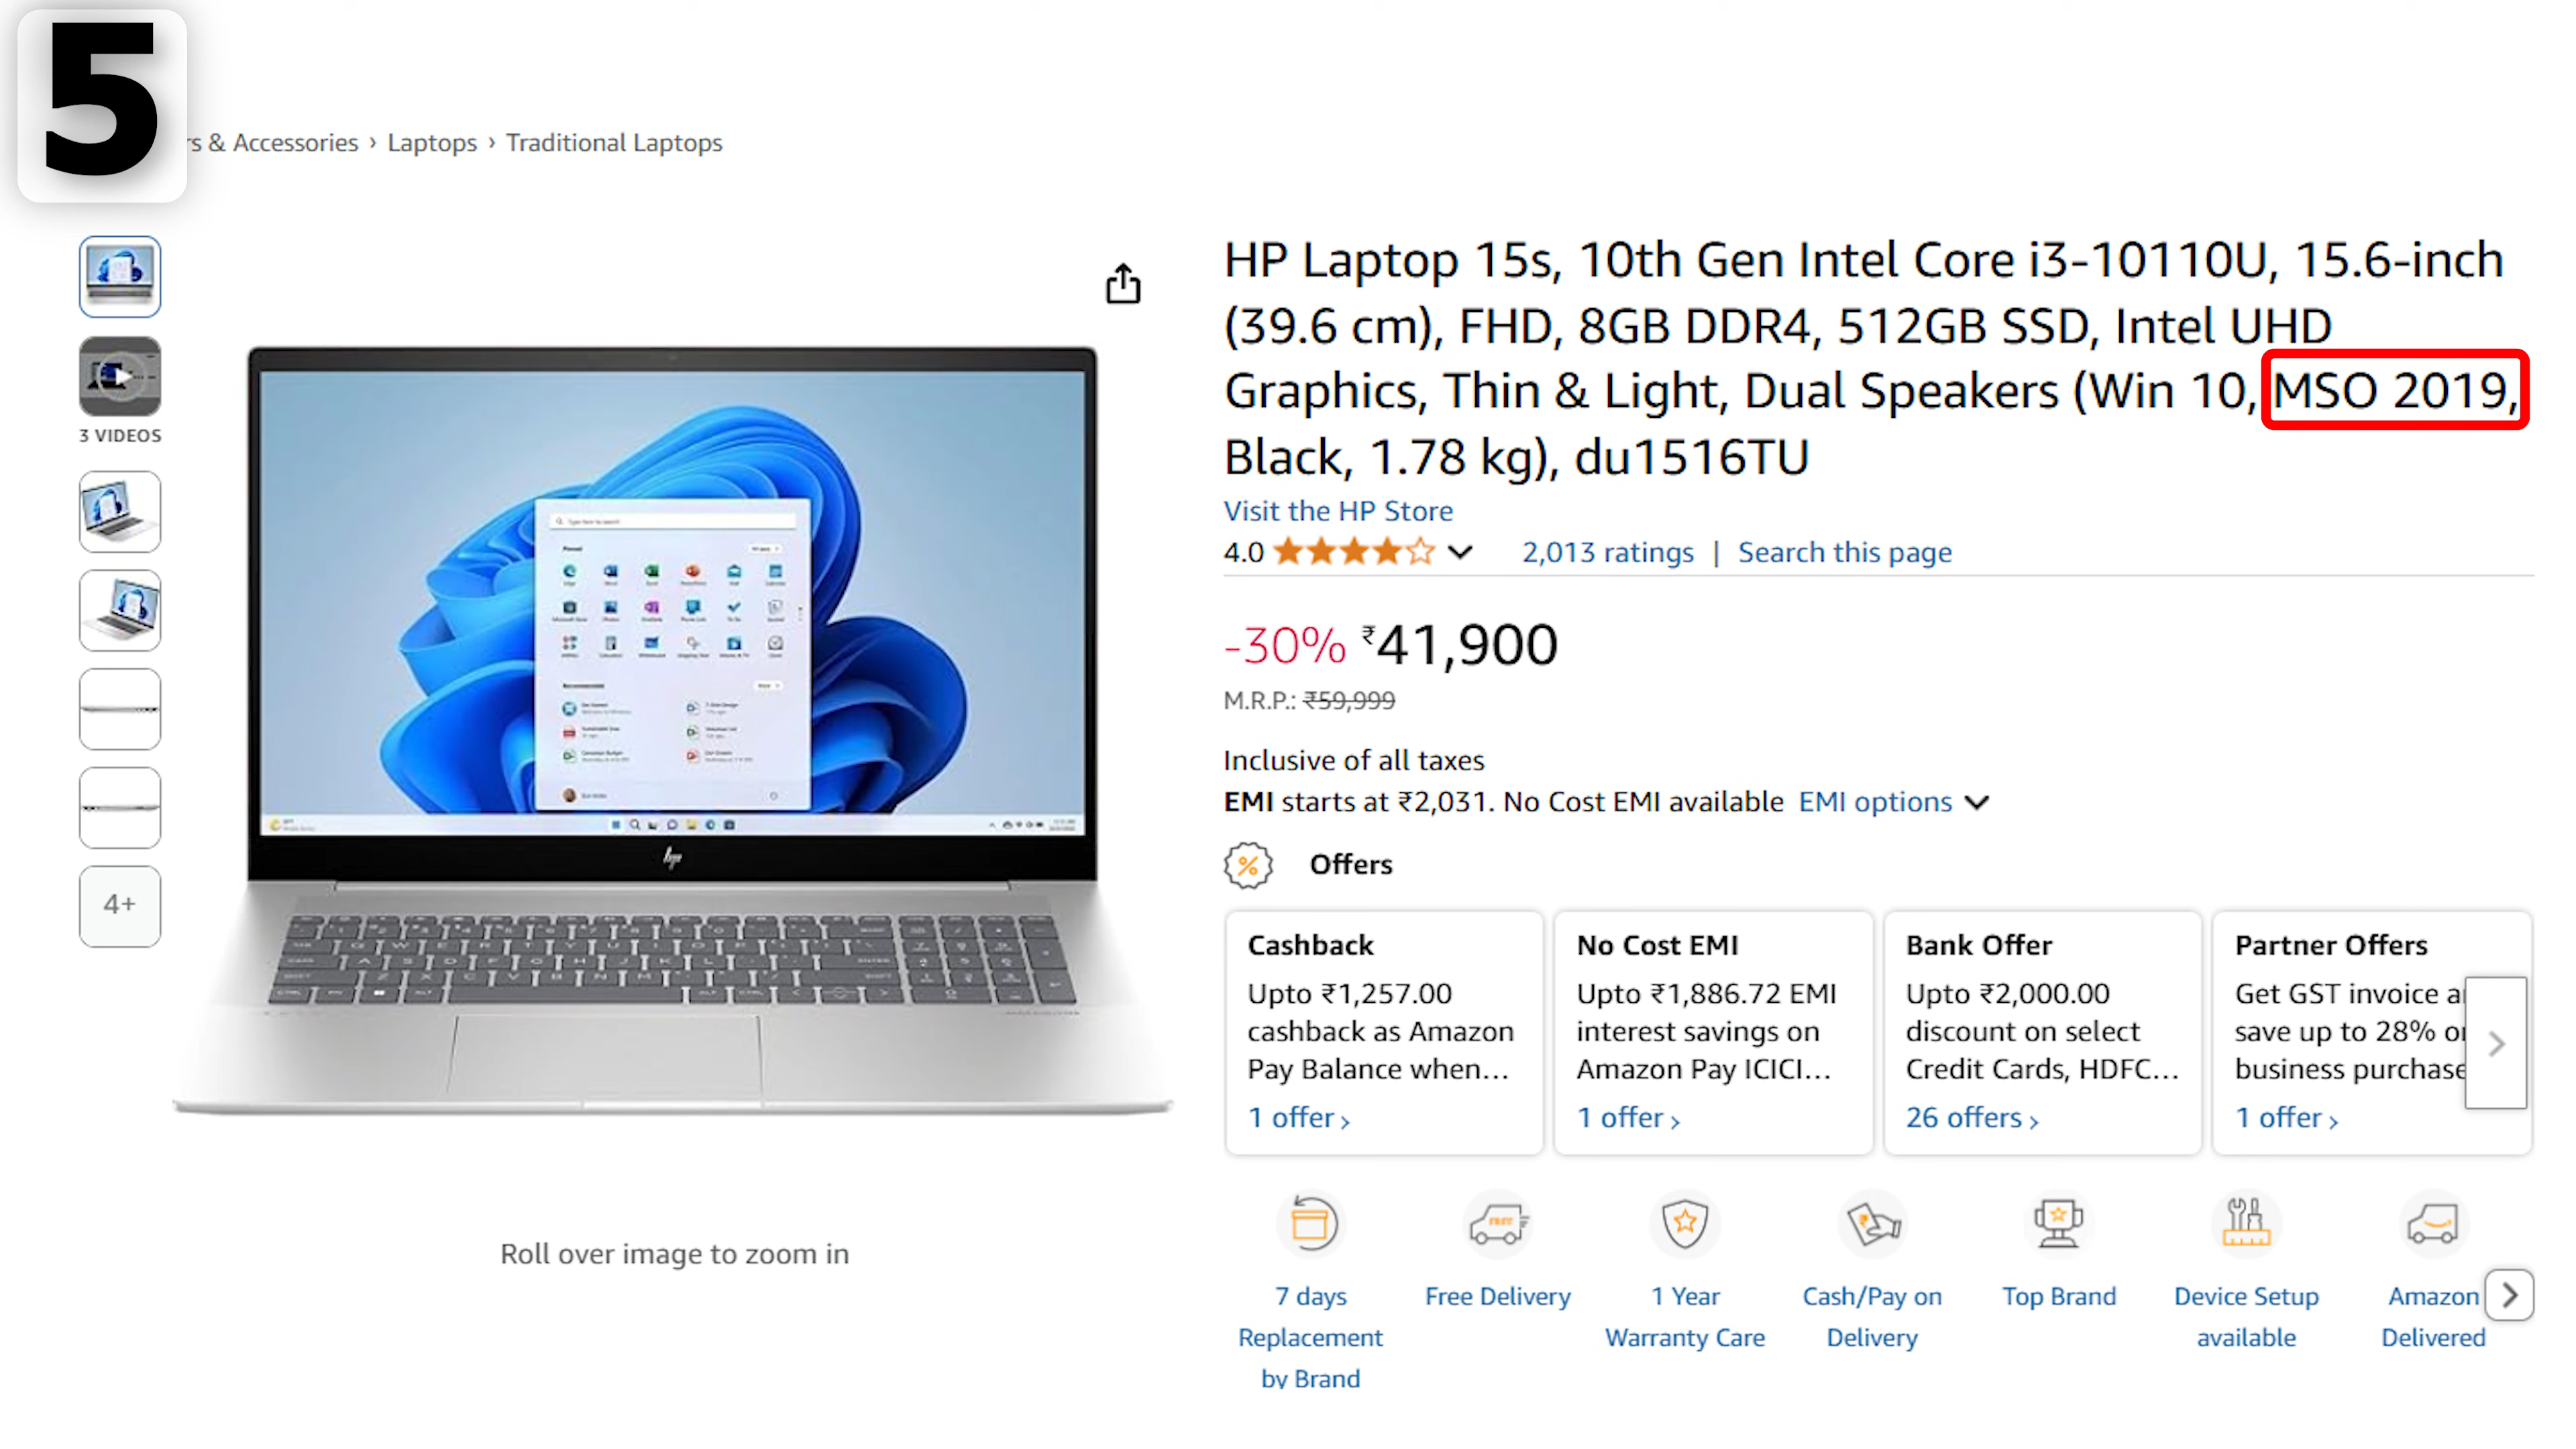 5
rs & Accessories › Laptops › Traditional Laptops
3 VIDEOS
4+
Roll over image to zoom in
HP Laptop 15s, 10th Gen Intel Core i3-10110U, 15.6-inch
(39.6 cm), FHD, 8GB DDR4, 512GB SSD, Intel UHD
Graphics, Thin & Light, Dual Speakers (Win 10, MSO 2019,
Black, 1.78 kg), du1516TU
Visit the HP Store
4.0 2,013 ratings | Search this page
-30% ₹41,900
M.R.P.: ₹59,999
Inclusive of all taxes
EMI starts at ₹2,031. No Cost EMI available EMI options
Offers
Cashback
Upto ₹1,257.00
cashback as Amazon
Pay Balance when...
1 offer ›
No Cost EMI
Upto ₹1,886.72 EMI
interest savings on
Amazon Pay ICICI...
1 offer ›
Bank Offer
Upto ₹2,000.00
discount on select
Credit Cards, HDFC...
26 offers ›
Partner Offers
Get GST invoice a
save up to 28% o
business purchase
1 offer ›
7 days
Replacement
by Brand
Free Delivery
1 Year
Warranty Care
Cash/Pay on
Delivery
Top Brand
Device Setup
available
Amazon
Delivered